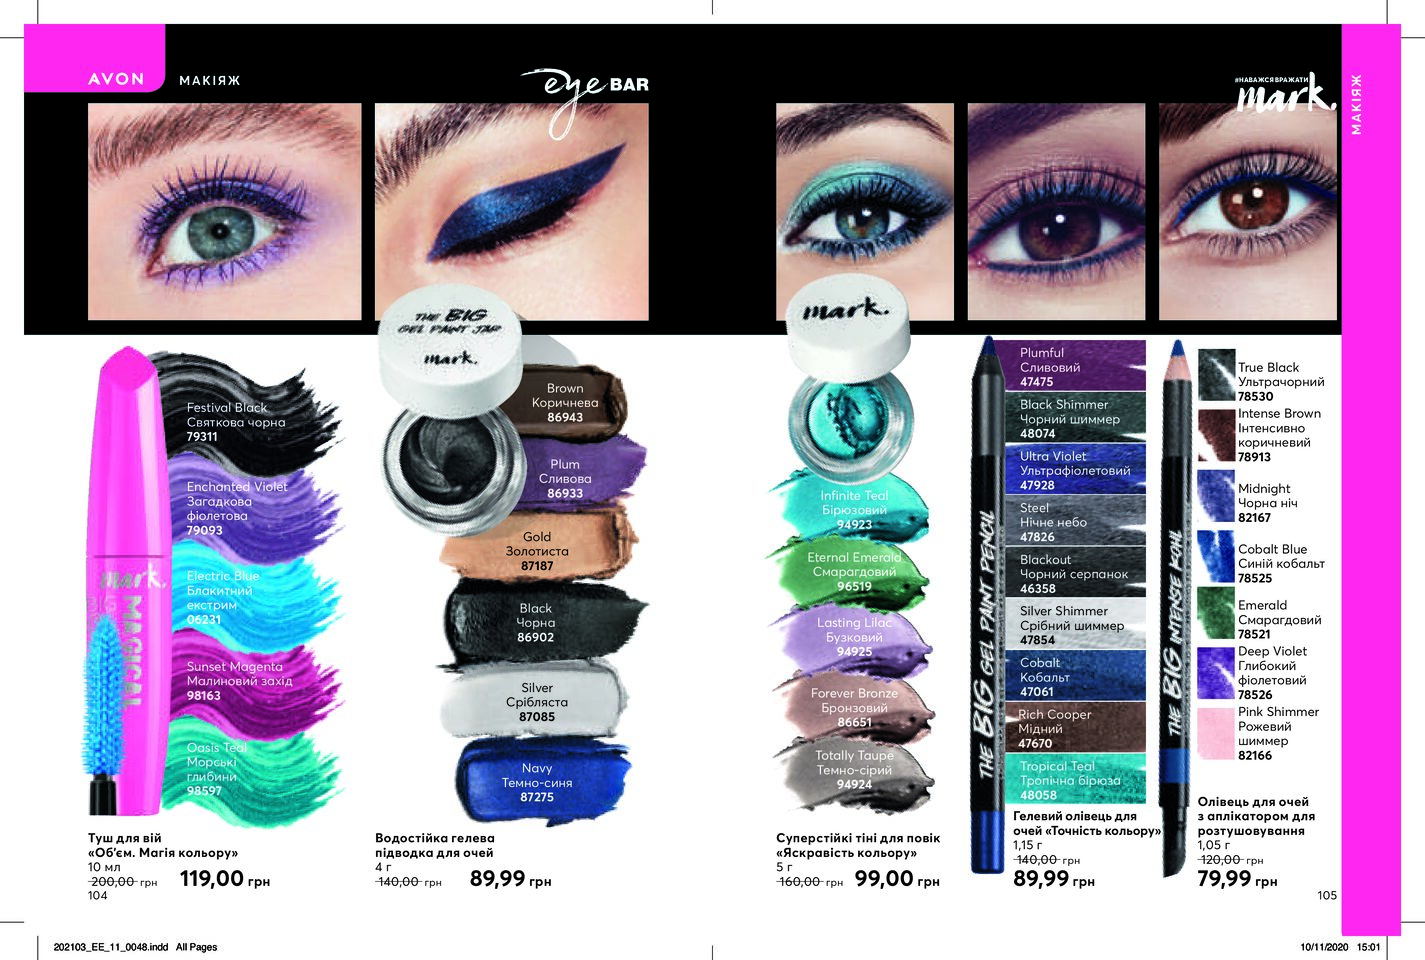 AVON
МАКІЯЖ
eye BAR
#НАВАЖСЯВРАЖАТИ
mark.
МАКІЯЖ
THE BIG
GEL PAINT JAR
mark.
mark.
Festival Black
Святкова чорна
79311
Enchanted Violet
Загадкова
фіолетова
79093
Electric Blue
Блакитний
екстрим
06231
Sunset Magenta
Малиновий захід
98163
Oasis Teal
Морські
глибини
98597
mark.
BIG
MAGICAL
Туш для вій
«Об’єм. Магія кольору»
10 мл
200,00 грн 119,00 грн
104
Brown
Коричнева
86943
Plum
Сливова
86933
Gold
Золотиста
87187
Black
Чорна
86902
Silver
Срібляста
87085
Navy
Темно-синя
87275
Водостійка гелева
підводка для очей
4 г
140,00 грн 89,99 грн
Infinite Teal
Бірюзовий
94923
Eternal Emerald
Смарагдовий
96519
Lasting Lilac
Бузковий
94925
Forever Bronze
Бронзовий
86651
Totally Taupe
Темно-сірий
94924
Суперстійкі тіні для повік
«Яскравість кольору»
5 г
160,00 грн 99,00 грн
THE BIG GEL PAINT PENCIL
Plumful
Сливовий
47475
Black Shimmer
Чорний шиммер
48074
Ultra Violet
Ультрафіолетовий
47928
Steel
Нічне небо
47826
Blackout
Чорний серпанок
46358
Silver Shimmer
Срібний шиммер
47854
Cobalt
Кобальт
47061
Rich Cooper
Мідний
47670
Tropical Teal
Тропічна бірюза
48058
Гелевий олівець для
очей «Точність кольору»
1,15 г
140,00 грн
89,99 грн
THE BIG INTENSE KOHL
True Black
Ультрачорний
78530
Intense Brown
Інтенсивно
коричневий
78913
Midnight
Чорна ніч
82167
Cobalt Blue
Синій кобальт
78525
Emerald
Смарагдовий
78521
Deep Violet
Глибокий
фіолетовий
78526
Pink Shimmer
Рожевий
шиммер
82166
Олівець для очей
з аплікатором для
розтушовування
1,05 г
120,00 грн
79,99 грн
105
202103_EE_11_0048.indd All Pages
10/11/2020 15:01